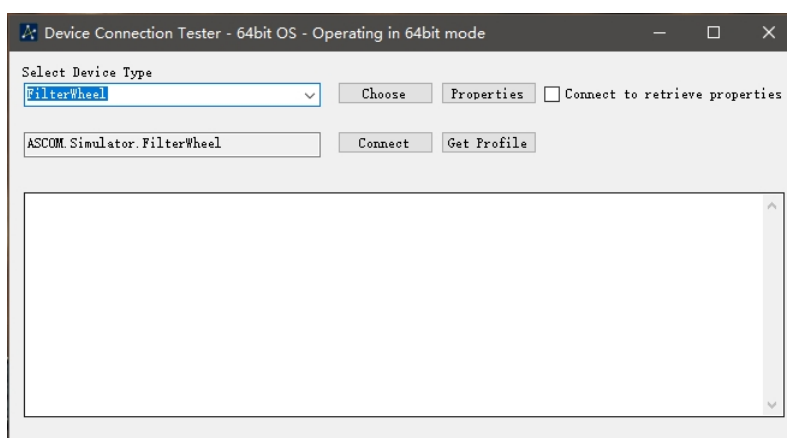 Device Connection Tester - 64bit OS - Operating in 64bit mode
Select Device Type
FilterWheel Choose Properties Connect to retrieve properties
ASCOM.Simulator.FilterWheel Connect Get Profile